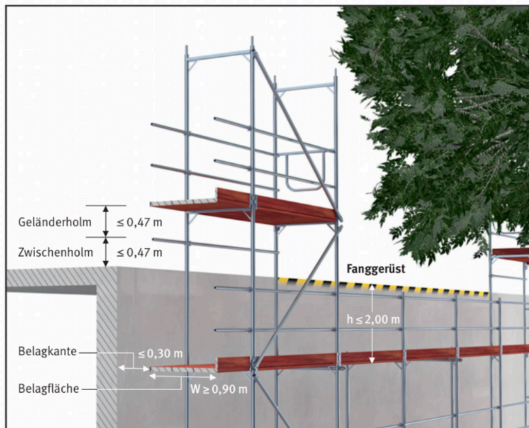 Geländerholm ≤ 0,47 m
Zwischenholm ≤ 0,47 m
Fanggerüst
h ≤ 2,00 m
Belagkante ≤ 0,30 m
Belagfläche W ≥ 0,90 m